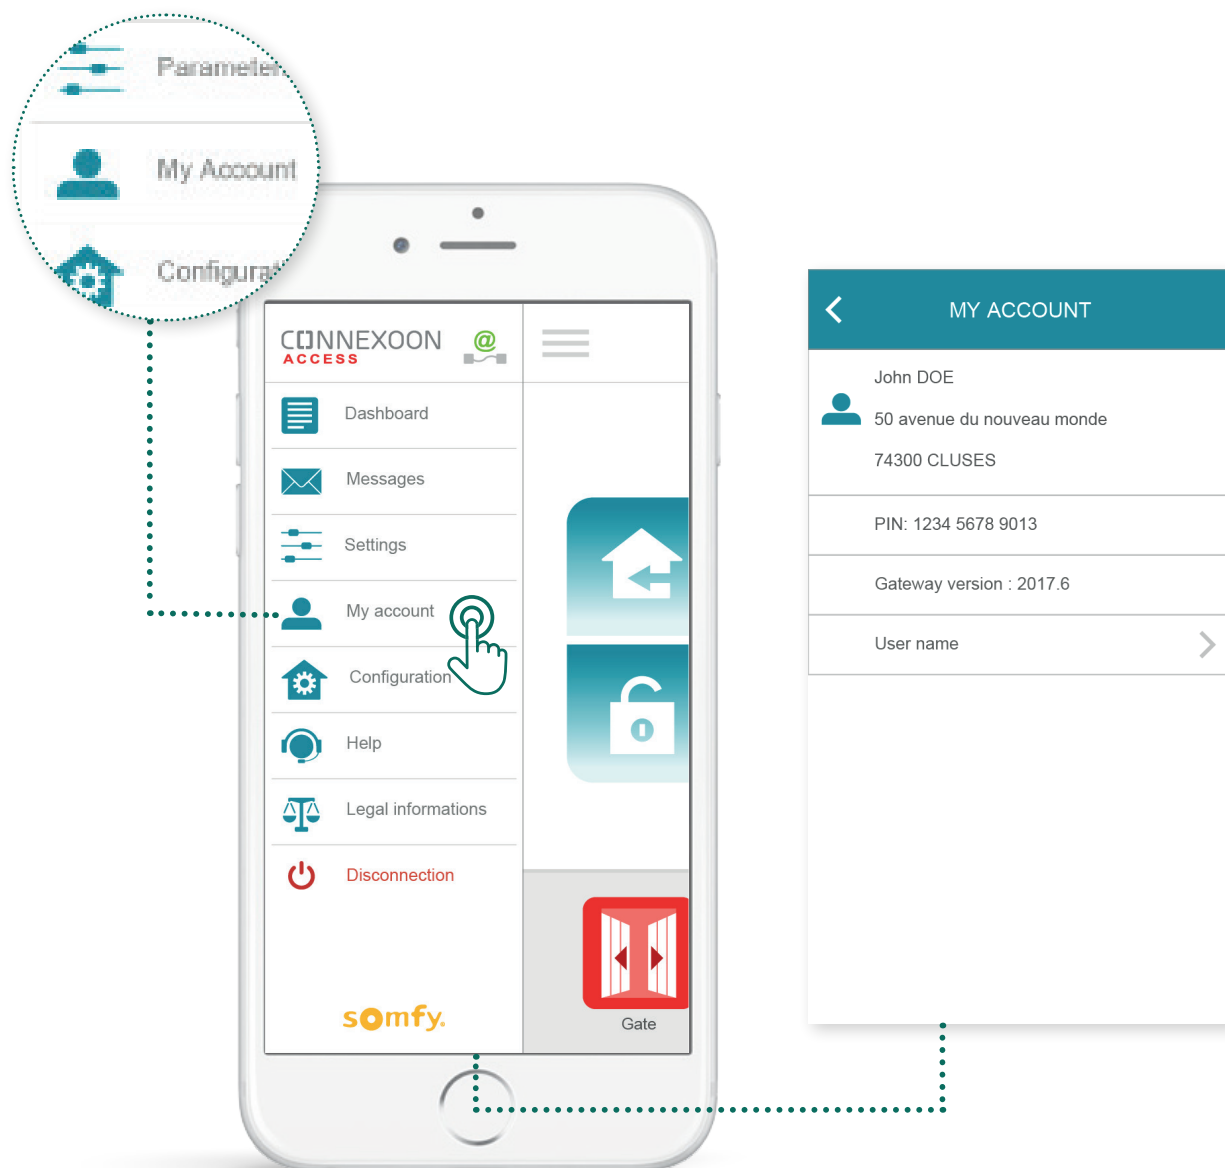 Parameter
My Account
Configurat
CONNEXOON
ACCESS
@
Dashboard
Messages
Settings
My account
Configuration
Help
Legal informations
Disconnection
somfy.
Gate
MY ACCOUNT
John DOE
50 avenue du nouveau monde
74300 CLUSES
PIN: 1234 5678 9013
Gateway version : 2017.6
User name